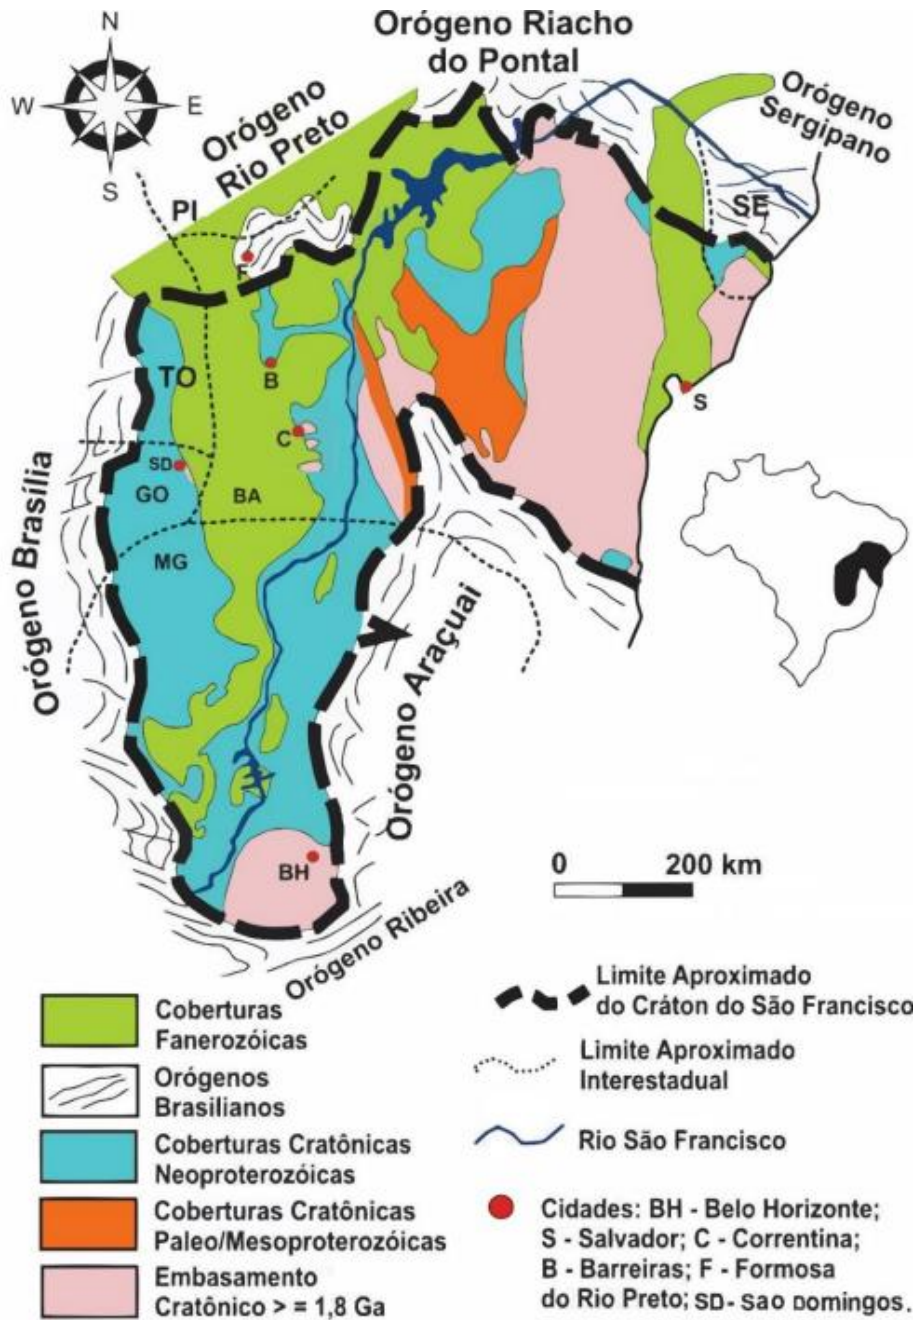 N
W
E
S
Orógeno Riacho
do Pontal
Orógeno
Rio Preto
Orógeno
Sergipano
PI
SE
F
TO
B
S
C
SD
GO
BA
MG
Orógeno Brasília
Orógeno Araçuai
BH
0
200 km
Orógeno Ribeira
Coberturas
Fanerozóicas
Orógenos
Brasilianos
Coberturas Cratônicas
Neoproterozóicas
Coberturas Cratônicas
Paleo/Mesoproterozóicas
Embasamento
Cratônico > = 1,8 Ga
Limite Aproximado
do Cráton do São Francisco
Limite Aproximado
Interestadual
Rio São Francisco
Cidades: BH - Belo Horizonte;
S - Salvador; C - Correntina;
B - Barreiras; F - Formosa
do Rio Preto; SD - Sao Domingos.